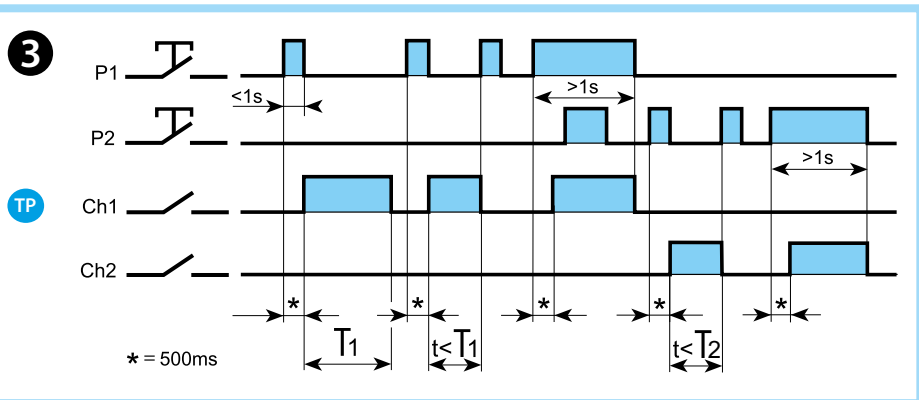 3
P1
<1s
>1s
P2
>1s
TP
Ch1
Ch2
* * * * *
T1 t<T1 t<T2
* = 500ms